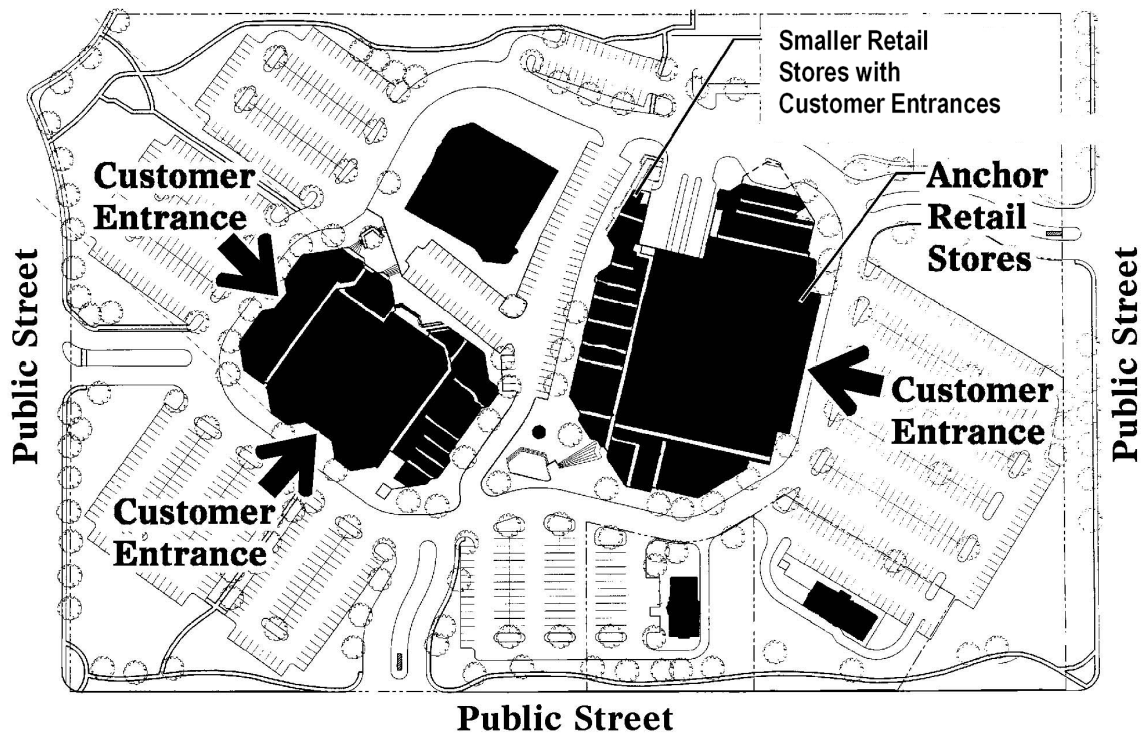 Smaller Retail
Stores with
Customer Entrances
Customer
Entrance
Anchor
Retail
Stores
Public Street
Public Street
Customer
Entrance
Customer
Entrance
Public Street